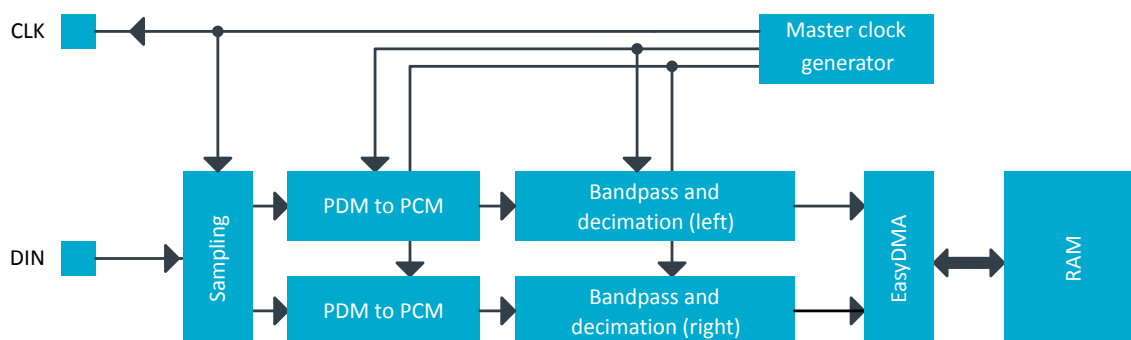 CLK
Master clock
generator
Sampling
PDM to PCM
Bandpass and
decimation (left)
EasyDMA
RAM
DIN
PDM to PCM
Bandpass and
decimation (right)